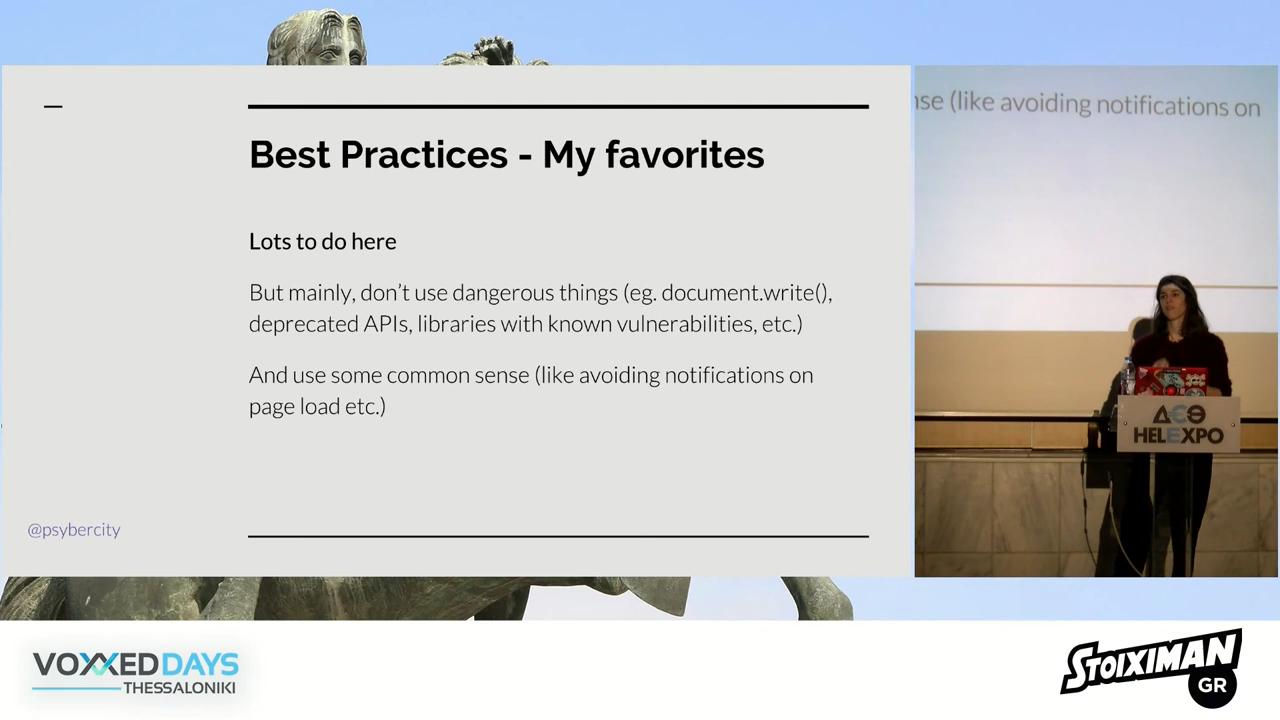 Best Practices - My favorites
Lots to do here
But mainly, don’t use dangerous things (eg. document.write(),
deprecated APIs, libraries with known vulnerabilities, etc.)
And use some common sense (like avoiding notifications on
page load etc.)
@psybercity
nse (like avoiding notifications on
ΔΕΘ
HELEXPO
VOXXED DAYS
THESSALONIKI
STOIXIMAN
GR